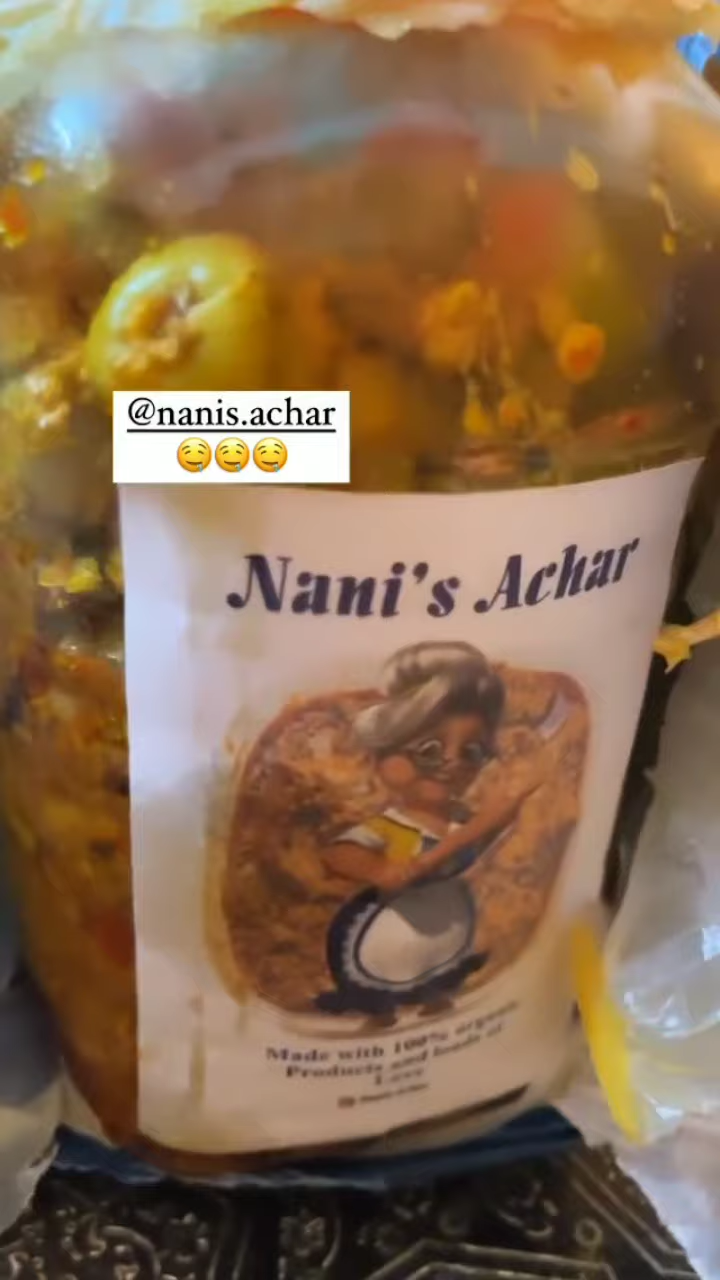 @nanis.achar
🤤🤤🤤
Nani's Achar
Made with 100% organic
Products and loads of
Love